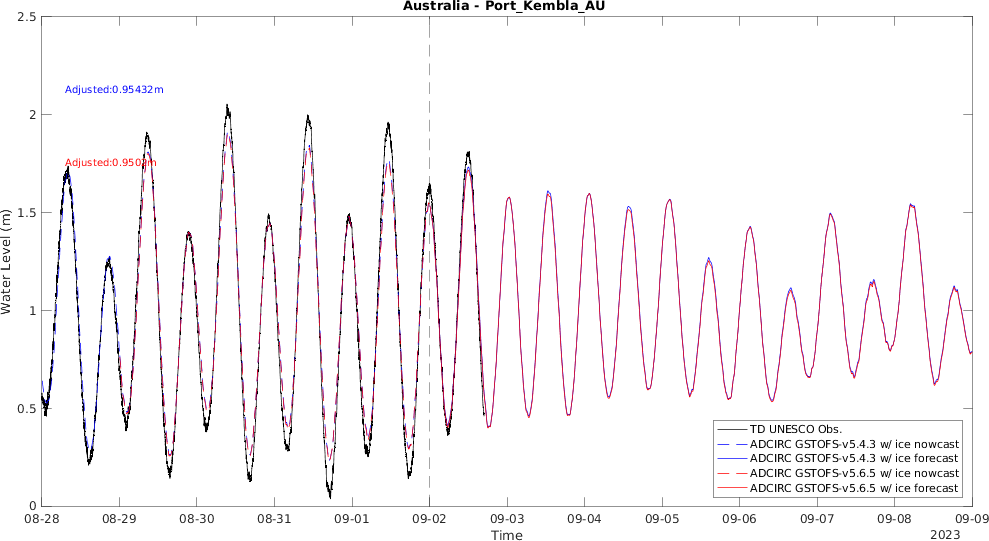 Australia - Port_Kembla_AU
2.5
Adjusted:0.95432m
2
1.5
Water Level (m)
1
0.5
TD UNESCO Obs.
ADCIRC GSTOFS-v5.4.3 w/ ice nowcast
ADCIRC GSTOFS-v5.4.3 w/ ice forecast
ADCIRC GSTOFS-v5.6.5 w/ ice nowcast
ADCIRC GSTOFS-v5.6.5 w/ ice forecast
0
08-28 08-29 08-30 08-31 09-01 09-02 09-03 09-04 09-05 09-06 09-07 09-08 09-09
Time
2023